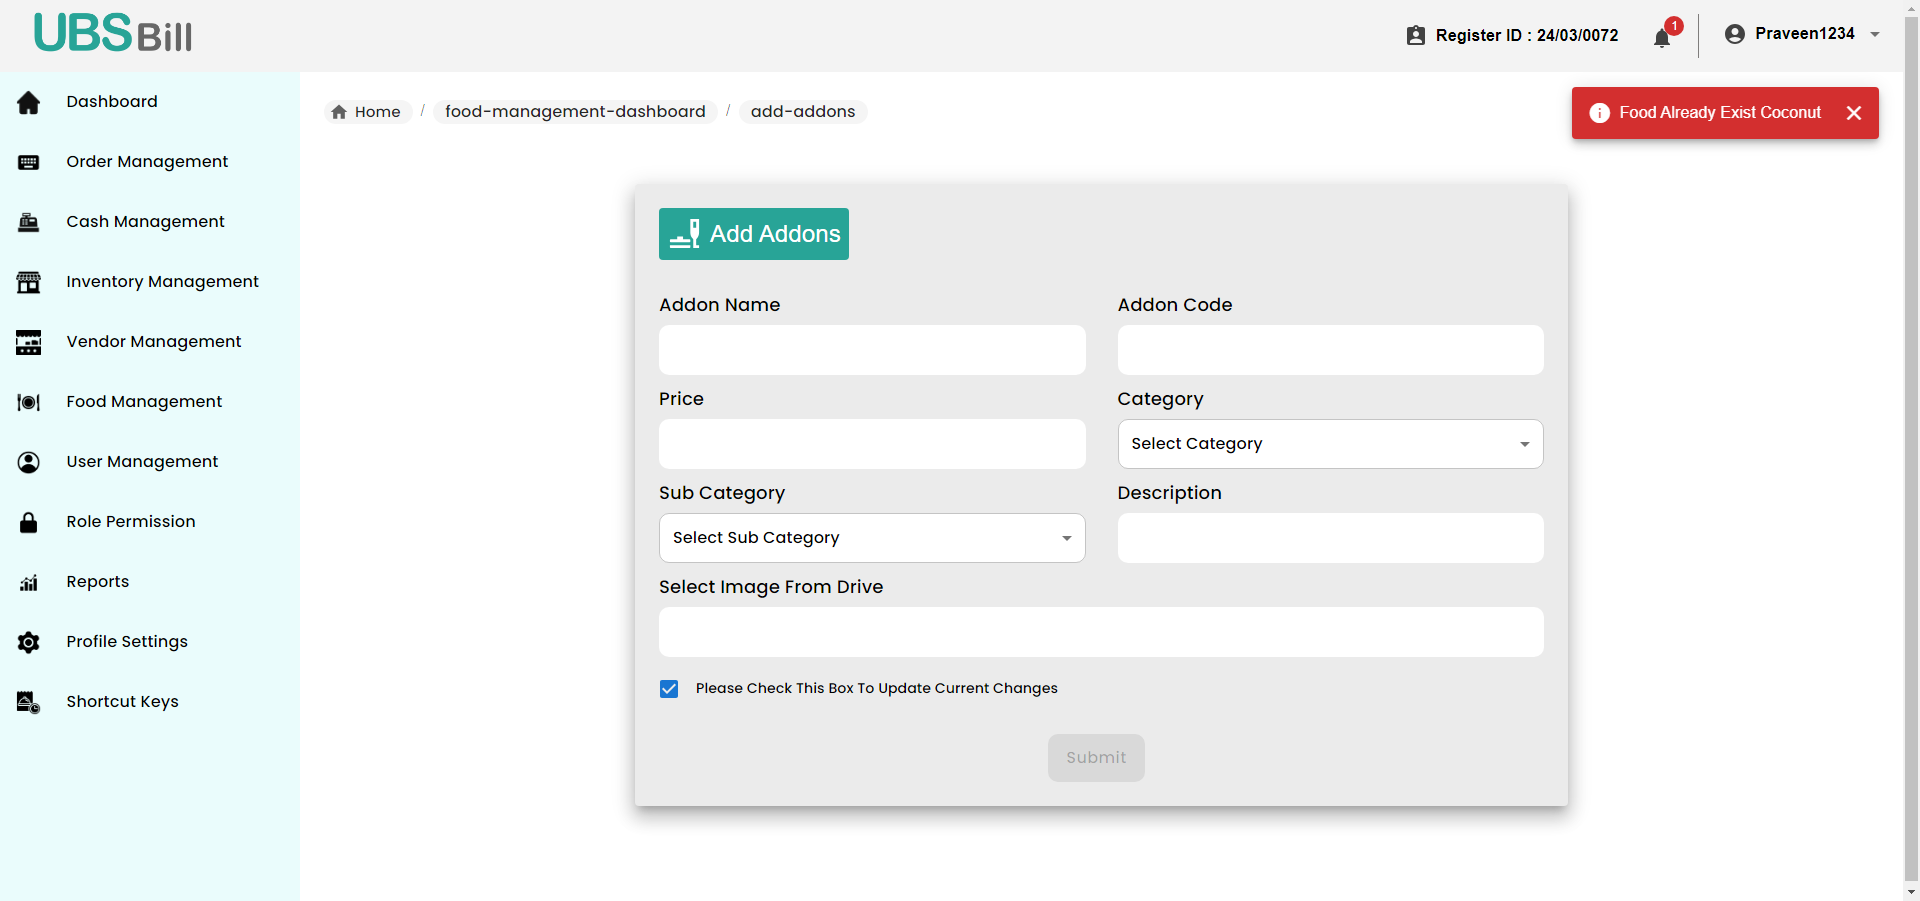 UBS Bill
Register ID : 24/03/0072
1
Praveen1234
Dashboard
Order Management
Cash Management
Inventory Management
Vendor Management
Food Management
User Management
Role Permission
Reports
Profile Settings
Shortcut Keys
Home / food-management-dashboard / add-addons
Food Already Exist Coconut
Add Addons
Addon Name
Addon Code
Price
Category
Select Category
Sub Category
Description
Select Sub Category
Select Image From Drive
Please Check This Box To Update Current Changes
Submit